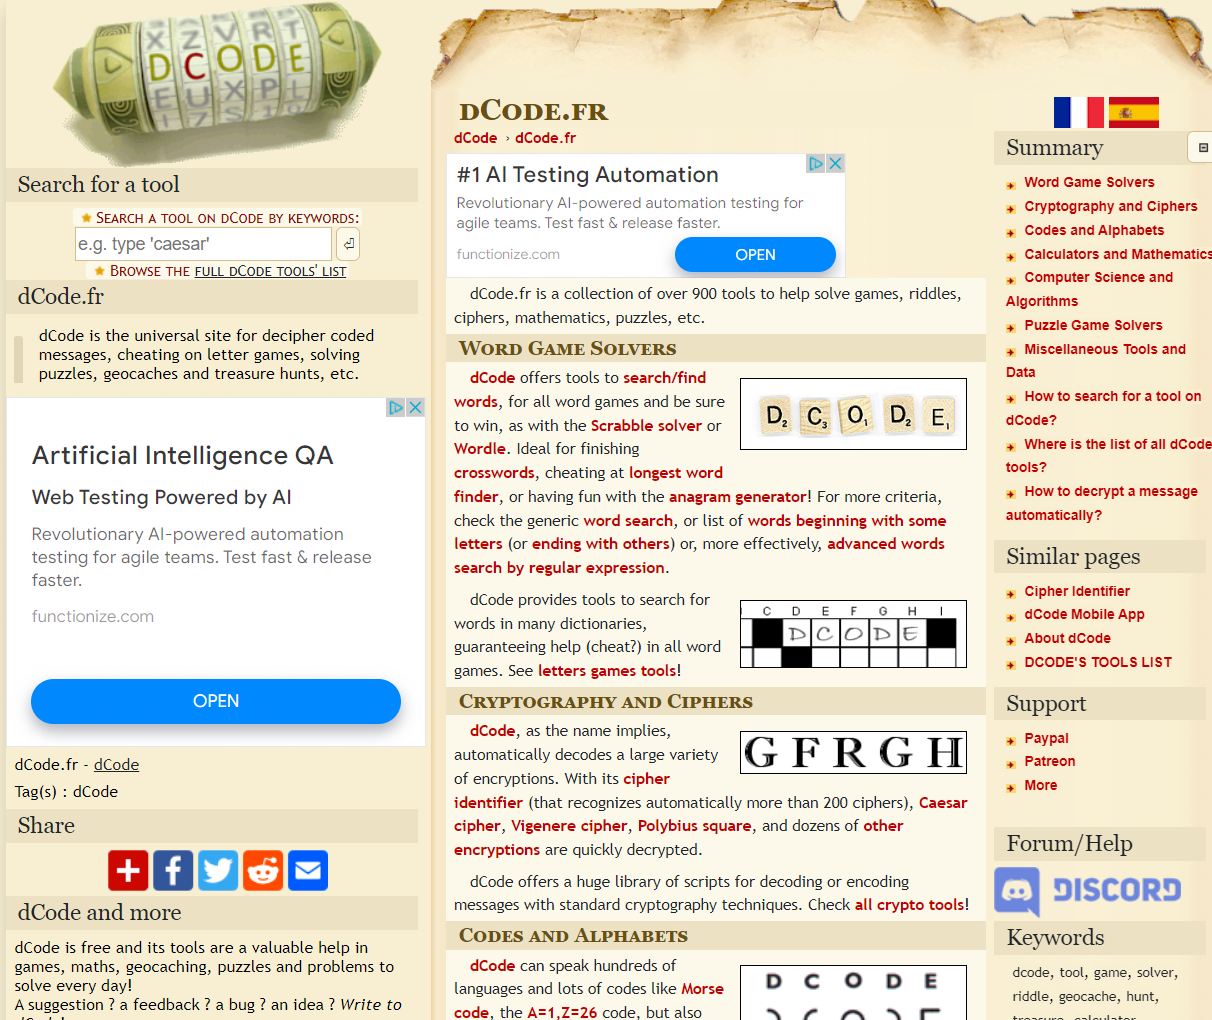 X Z V R T
D C O D E
E U X P L
Search for a tool
SEARCH A TOOL ON DCODE BY KEYWORDS:
e.g. type 'caesar'
BROWSE THE FULL DCODE TOOLS' LIST
dCode.fr
dCode is the universal site for decipher coded
messages, cheating on letter games, solving
puzzles, geocaches and treasure hunts, etc.
Artificial Intelligence QA
Web Testing Powered by AI
Revolutionary AI-powered automation
testing for agile teams. Test fast & release
faster.
functionize.com
OPEN
dCode.fr - dCode
Tag(s) : dCode
Share
dCode and more
dCode is free and its tools are a valuable help in
games, maths, geocaching, puzzles and problems to
solve every day!
A suggestion ? a feedback ? a bug ? an idea ? Write to
DCODE.FR
dCode › dCode.fr
#1 AI Testing Automation
Revolutionary AI-powered automation testing for
agile teams. Test fast & release faster.
functionize.com
OPEN
dCode.fr is a collection of over 900 tools to help solve games, riddles,
ciphers, mathematics, puzzles, etc.
WORD GAME SOLVERS
dCode offers tools to search/find
words, for all word games and be sure
to win, as with the Scrabble solver or
Wordle. Ideal for finishing
crosswords, cheating at longest word
finder, or having fun with the anagram generator! For more criteria,
check the generic word search, or list of words beginning with some
letters (or ending with others) or, more effectively, advanced words
search by regular expression.
D2 C3 O1 D2 E1
dCode provides tools to search for
words in many dictionaries,
guaranteeing help (cheat?) in all word
games. See letters games tools!
C D E F G H I
D C O D E
CRYPTOGRAPHY AND CIPHERS
dCode, as the name implies,
automatically decodes a large variety
of encryptions. With its cipher
identifier (that recognizes automatically more than 200 ciphers), Caesar
cipher, Vigenere cipher, Polybius square, and dozens of other
encryptions are quickly decrypted.
G F R G H
dCode offers a huge library of scripts for decoding or encoding
messages with standard cryptography techniques. Check all crypto tools!
CODES AND ALPHABETS
dCode can speak hundreds of
languages and lots of codes like Morse
code, the A=1,Z=26 code, but also
D C O D E
Summary
Word Game Solvers
Cryptography and Ciphers
Codes and Alphabets
Calculators and Mathematics
Computer Science and
Algorithms
Puzzle Game Solvers
Miscellaneous Tools and
Data
How to search for a tool on
dCode?
Where is the list of all dCode
tools?
How to decrypt a message
automatically?
Similar pages
Cipher Identifier
dCode Mobile App
About dCode
DCODE'S TOOLS LIST
Support
Paypal
Patreon
More
Forum/Help
DISCORD
Keywords
dcode, tool, game, solver,
riddle, geocache, hunt,
treasure, calculator